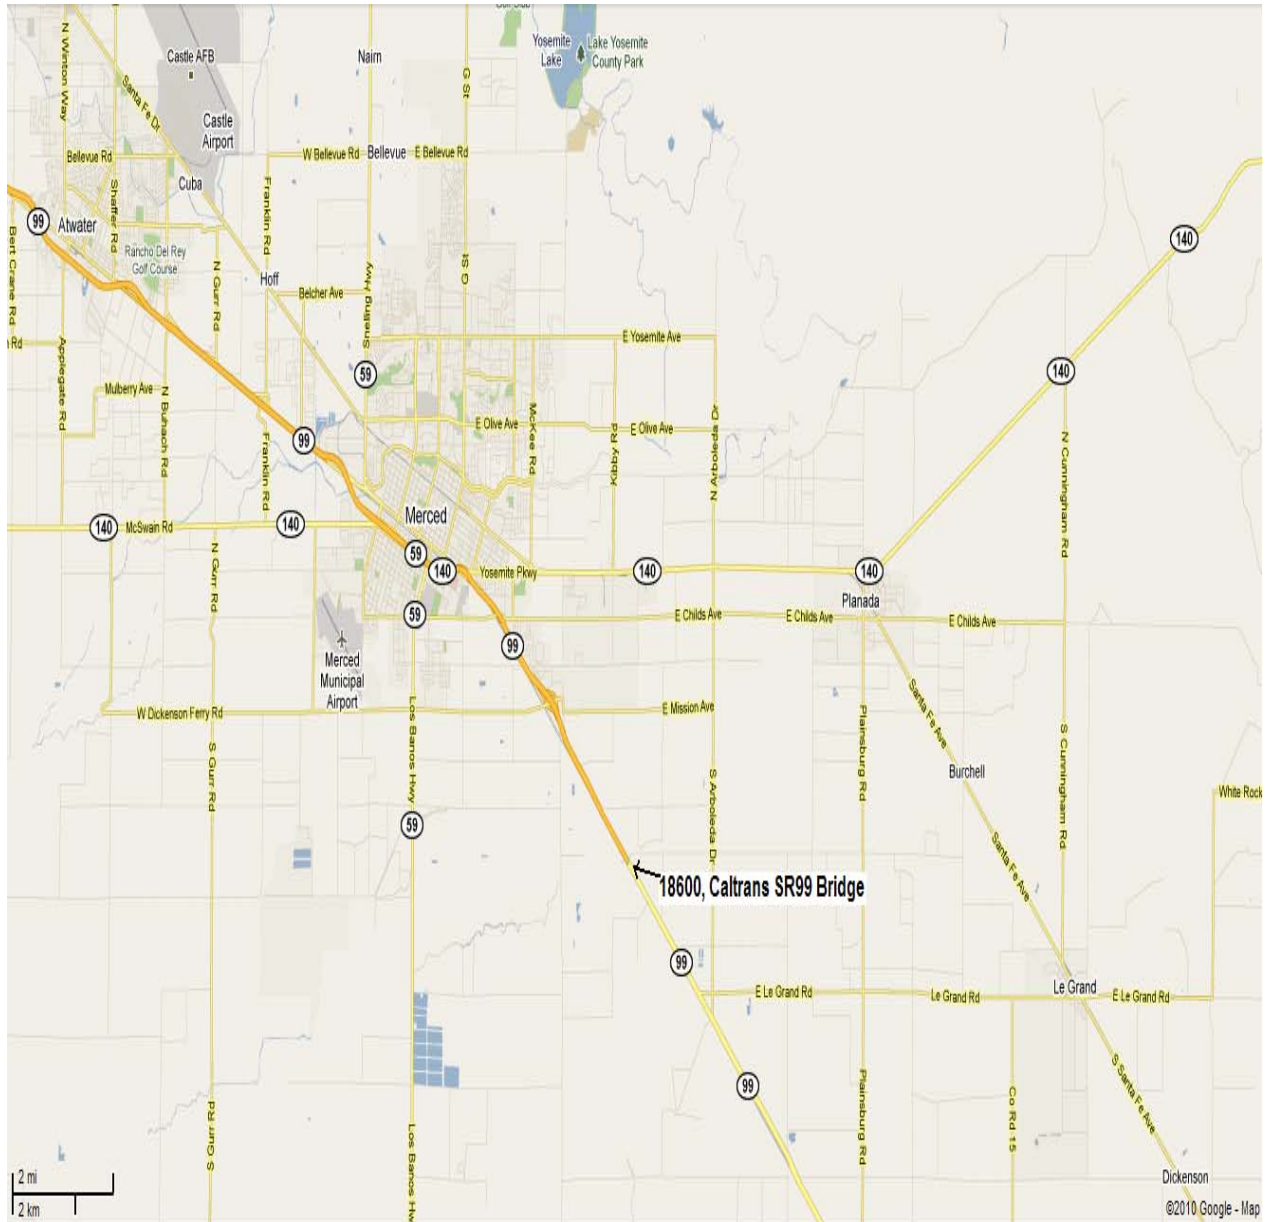 Golf Club
N Winton Way
Castle AFB
Nairn
Yosemite
Lake
Lake Yosemite
County Park
G St
Santa Fe Dr
Castle
Airport
Bellevue Rd
W Bellevue Rd
Bellevue
E Bellevue Rd
Cuba
Shaffer Rd
Franklin Rd
99
Atwater
140
Bert Crane Rd
Rancho Del Rey
Golf Course
N Gurr Rd
Hoff
G St
Belcher Ave
Snelling Hwy
E Yosemite Ave
Rd
Applegate Rd
59
140
Mulberry Ave
N Buhach Rd
McKee Rd
N Arboleda Dr
E Olive Ave
E Olive Ave
99
Franklin Rd
Kibby Rd
N Cunningham Rd
Merced
140
McSwain Rd
140
59
140
Yosemite Pkwy
140
140
N Gurr Rd
Planada
59
E Childs Ave
E Childs Ave
E Childs Ave
99
Merced
Municipal
Airport
W Dickenson Ferry Rd
Los Banos Hwy
E Mission Ave
Santa Fe Ave
S Gurr Rd
Plainsburg Rd
S Cunningham Rd
Burchell
S Arboleda Dr
White Rock
59
Santa Fe Ave
18600, Caltrans SR99 Bridge
99
E Le Grand Rd
Le Grand Rd
Le Grand
E Le Grand Rd
99
S Gurr Rd
Los Banos Hw
Plainsburg Rd
Co Rd 15
S Santa Fe Ave
2 mi
2 km
Dickenson
©2010 Google - Map